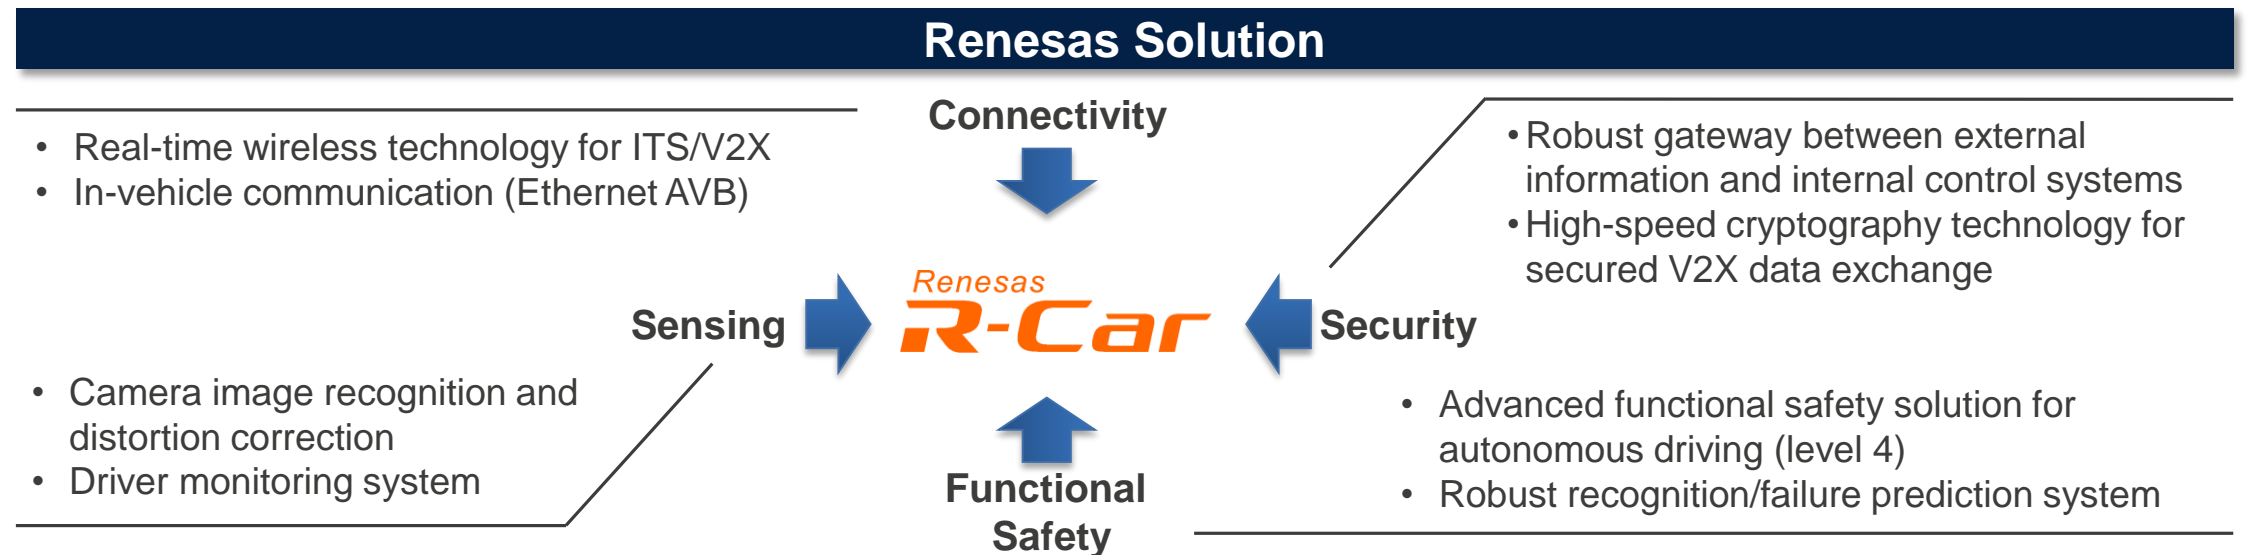 Renesas Solution
Connectivity
• Real-time wireless technology for ITS/V2X
• In-vehicle communication (Ethernet AVB)
• Robust gateway between external
information and internal control systems
• High-speed cryptography technology for
secured V2X data exchange
Sensing
Renesas
R-Car
Security
• Camera image recognition and
distortion correction
• Driver monitoring system
Functional
Safety
• Advanced functional safety solution for
autonomous driving (level 4)
• Robust recognition/failure prediction system